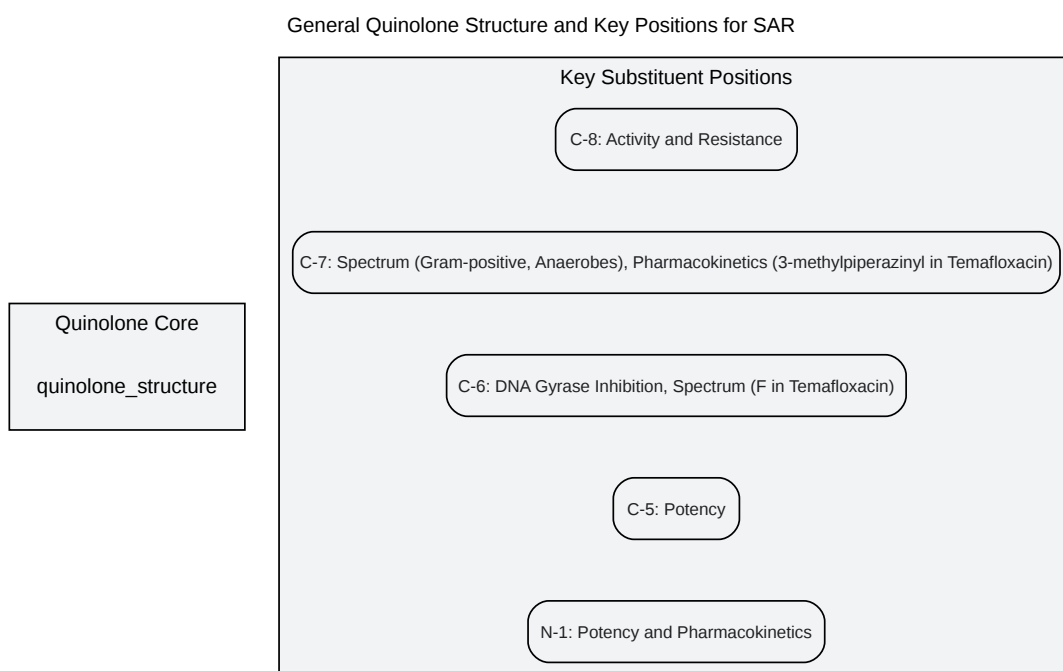 General Quinolone Structure and Key Positions for SAR
Key Substituent Positions
C-8: Activity and Resistance
C-7: Spectrum (Gram-positive, Anaerobes), Pharmacokinetics (3-methylpiperazinyl in Temafloxacin)
Quinolone Core
quinolone_structure
C-6: DNA Gyrase Inhibition, Spectrum (F in Temafloxacin)
C-5: Potency
N-1: Potency and Pharmacokinetics